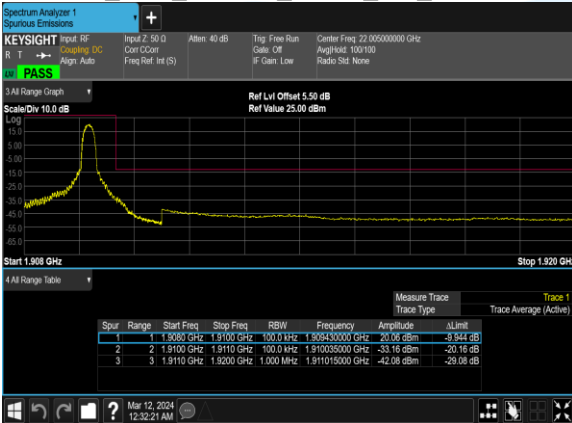 Spectrum Analyzer 1
Spurious Emissions
+
KEYSIGHT
R T
LW PASS
Input: RF
Coupling: DC
Align: Auto
Input Z: 50 Ω
Corr CCorr
Freq Ref: Int (S)
Atten: 40 dB
Trig: Free Run
Gate: Off
IF Gain: Low
Center Freq: 22.005000000 GHz
Avg|Hold: 100/100
Radio Std: None
3 All Range Graph
Ref Lvl Offset 5.50 dB
Scale/Div 10.0 dB
Ref Value 25.00 dBm
Log
15.0
5.00
-5.00
-15.0
-25.0
-35.0
-45.0
-55.0
-65.0
Start 1.908 GHz
Stop 1.920 GH
4 All Range Table
Measure Trace Trace 1
Trace Type Trace Average (Active)
Spur Range Start Freq Stop Freq RBW Frequency Amplitude ΔLimit
1 1 1.9080 GHz 1.9100 GHz 100.0 kHz 1.909430000 GHz 20.06 dBm -9.944 dB
2 2 1.9100 GHz 1.9110 GHz 100.0 kHz 1.910035000 GHz -33.16 dBm -20.16 dB
3 3 1.9110 GHz 1.9200 GHz 1.000 MHz 1.911015000 GHz -42.08 dBm -29.08 dB
?
Mar 12, 2024
12:32:21 AM